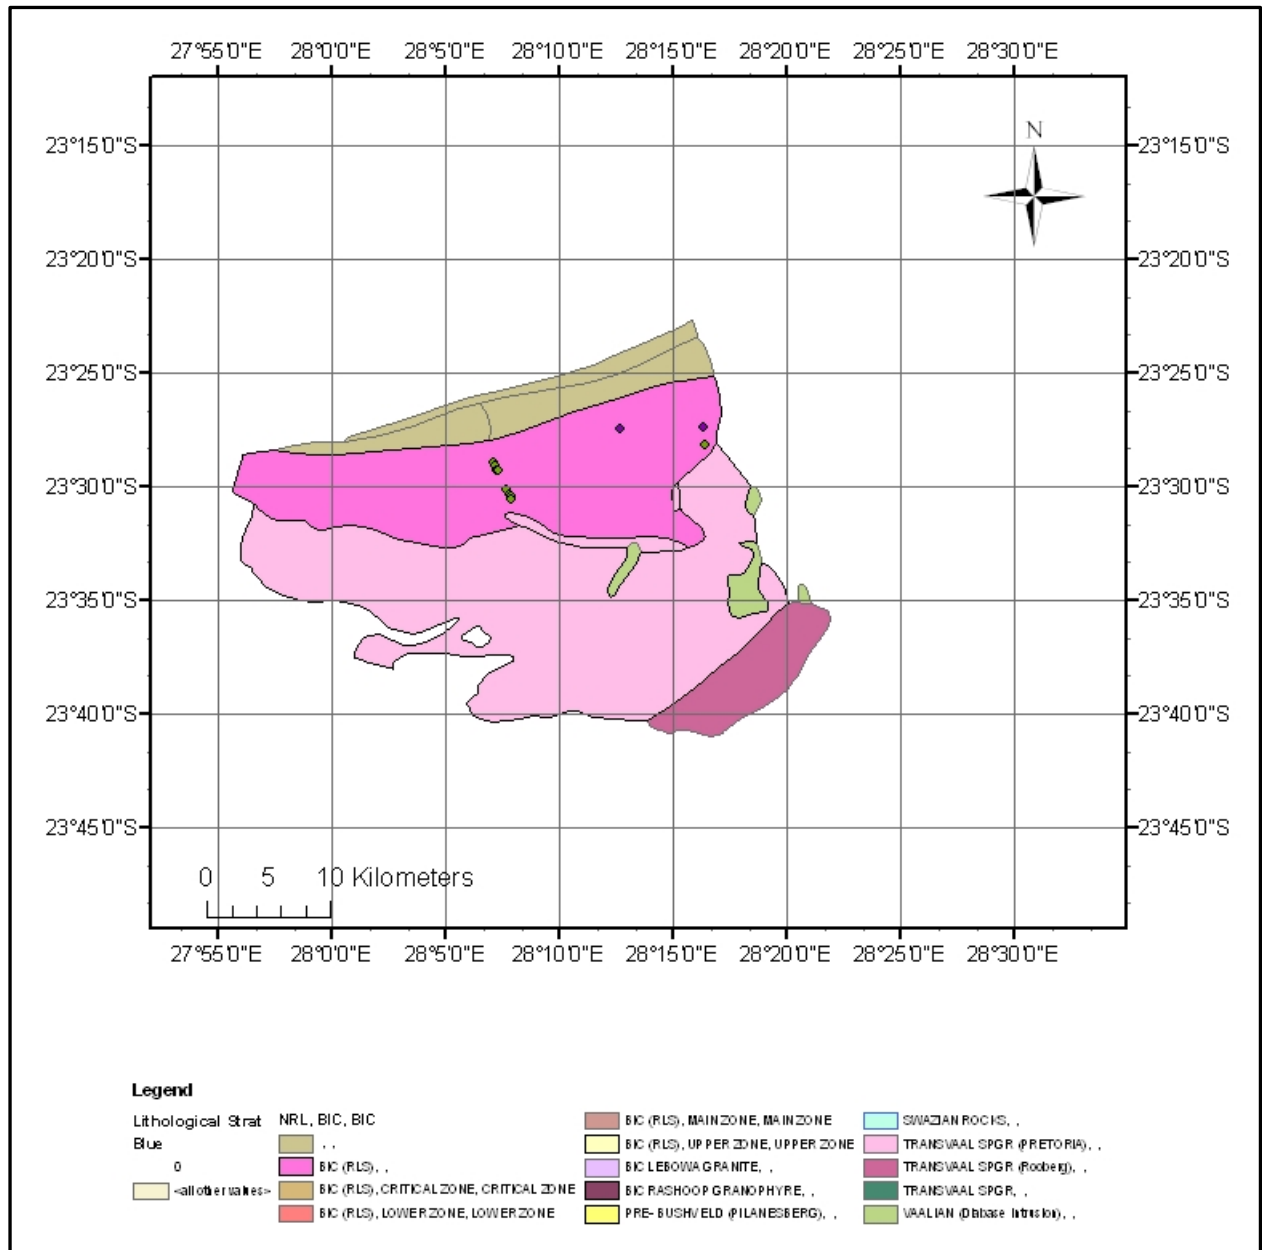 27°55'0"E 28°0'0"E 28°5'0"E 28°10'0"E 28°15'0"E 28°20'0"E 28°25'0"E 28°30'0"E
N
23°15'0"S 23°15'0"S
23°20'0"S 23°20'0"S
23°25'0"S 23°25'0"S
23°30'0"S 23°30'0"S
23°35'0"S 23°35'0"S
23°40'0"S 23°40'0"S
23°45'0"S 23°45'0"S
0 5 10 Kilometers
27°55'0"E 28°0'0"E 28°5'0"E 28°10'0"E 28°15'0"E 28°20'0"E 28°25'0"E 28°30'0"E
Legend
Lithological Strat
Blue
0
<all other values>
NRL, BIC, BIC
, ,
BIC (RLS), ,
BIC (RLS), CRITICAL ZONE, CRITICAL ZONE
BIC (RLS), LOWER ZONE, LOWER ZONE
BIC (RLS), MAIN ZONE, MAIN ZONE
BIC (RLS), UPPER ZONE, UPPER ZONE
BIC LEBOWA GRANITE, ,
BIC RASHOOP GRANOPHYRE, ,
PRE-BUSHVELD (PILANESBERG), ,
SWAZIAN ROCKS, ,
TRANSVAAL SPGR (PRETORIA), ,
TRANSVAAL SPGR (Rooberg), ,
TRANSVAAL SPGR, ,
VAALIAN (Diabase Intrusion), ,